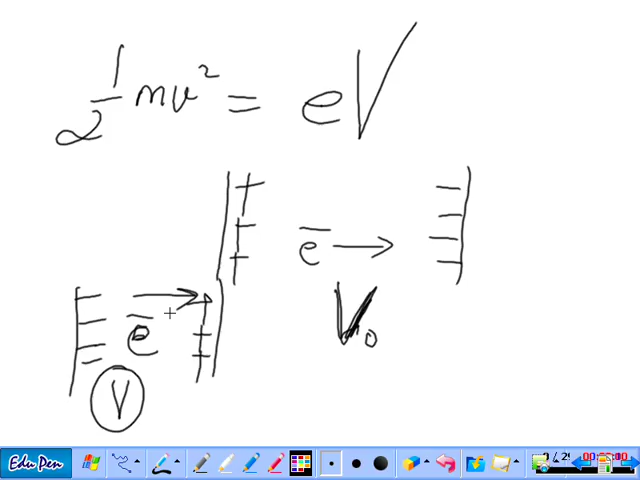 ½mv² = eV
e⁻ →
e⁻
V₀
V
Edu Pen